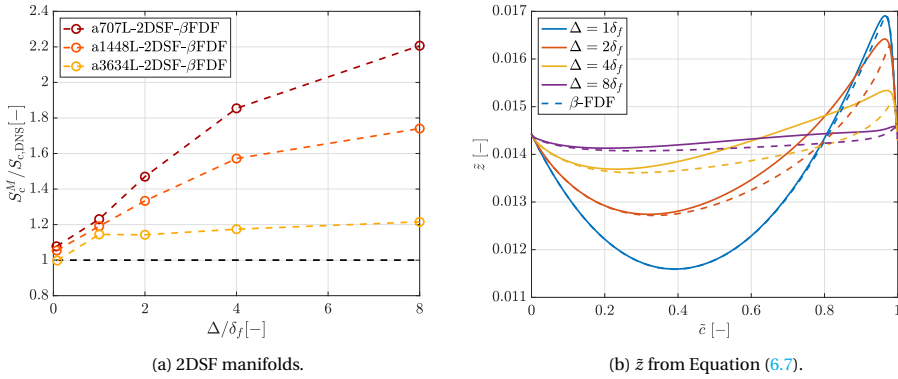 2.4
2.2
2
1.8
1.6
1.4
1.2
1
0.8
0 2 4 6 8
S_c^M/S_{c,DNS} [−]
Δ/δ_f [−]
a707L-2DSF-βFDF
a1448L-2DSF-βFDF
a3634L-2DSF-βFDF
(a) 2DSF manifolds.
0.017
0.016
0.015
0.014
0.013
0.012
0.011
0 0.2 0.4 0.6 0.8 1
z̃ [−]
c̃ [−]
Δ = 1δ_f
Δ = 2δ_f
Δ = 4δ_f
Δ = 8δ_f
β-FDF
(b) z̃ from Equation (6.7).